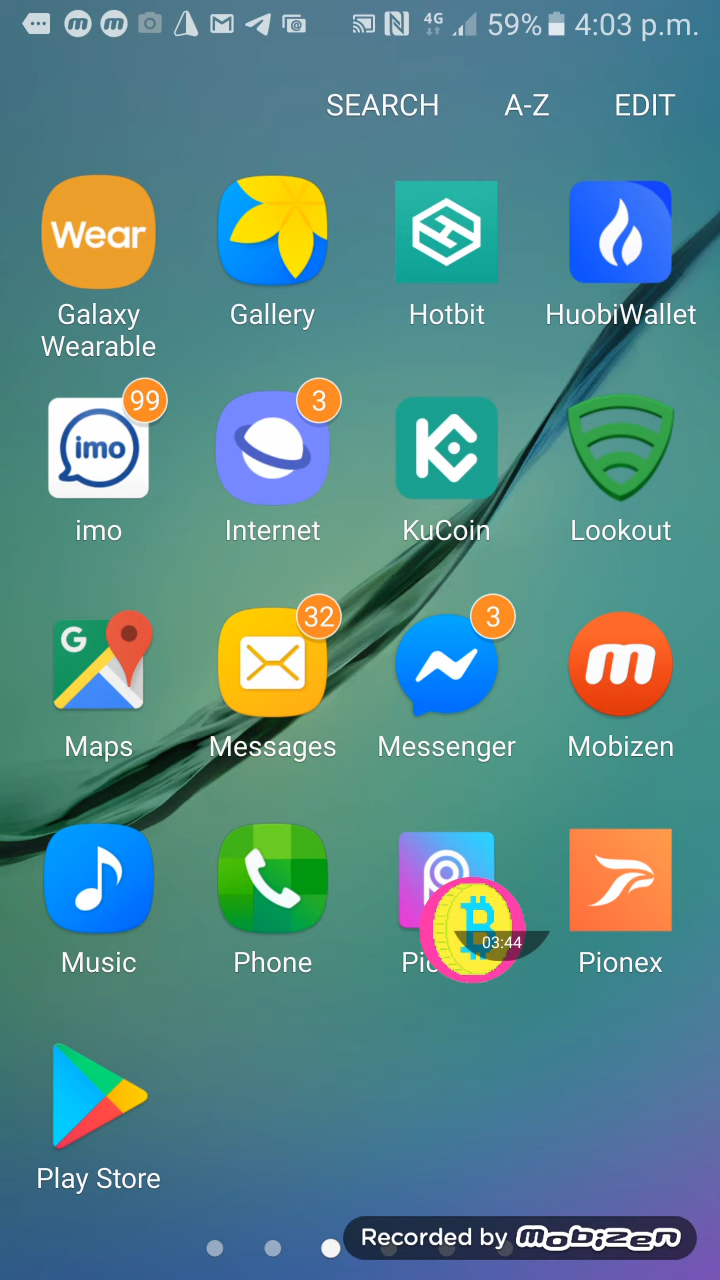 4G 59% 4:03 p.m.
SEARCH A-Z EDIT
Wear
Galaxy Wearable
Gallery
Hotbit
HuobiWallet
99
3
imo
imo
Internet
KuCoin
Lookout
G
32
3
m
Maps
Messages
Messenger
Mobizen
03:44
Music
Phone
Pic
Pionex
Play Store
Recorded by mobizen